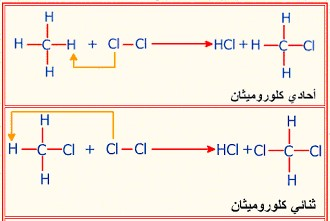 H H
H—C—H + Cl—Cl → HCl + H—C—Cl
H H
أحادي كلوروميثان
H H
H—C—Cl + Cl—Cl → HCl + Cl—C—Cl
H H
ثنائي كلوروميثان